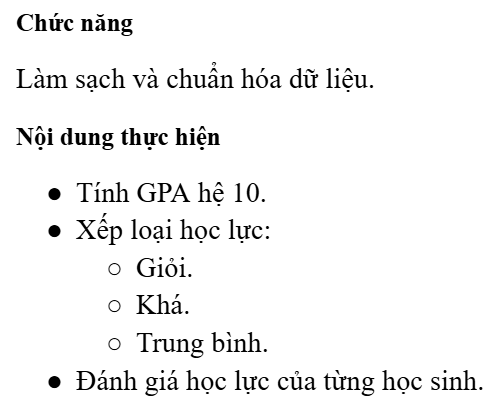 Chức năng
Làm sạch và chuẩn hóa dữ liệu.
Nội dung thực hiện
● Tính GPA hệ 10.
● Xếp loại học lực:
○ Giỏi.
○ Khá.
○ Trung bình.
● Đánh giá học lực của từng học sinh.